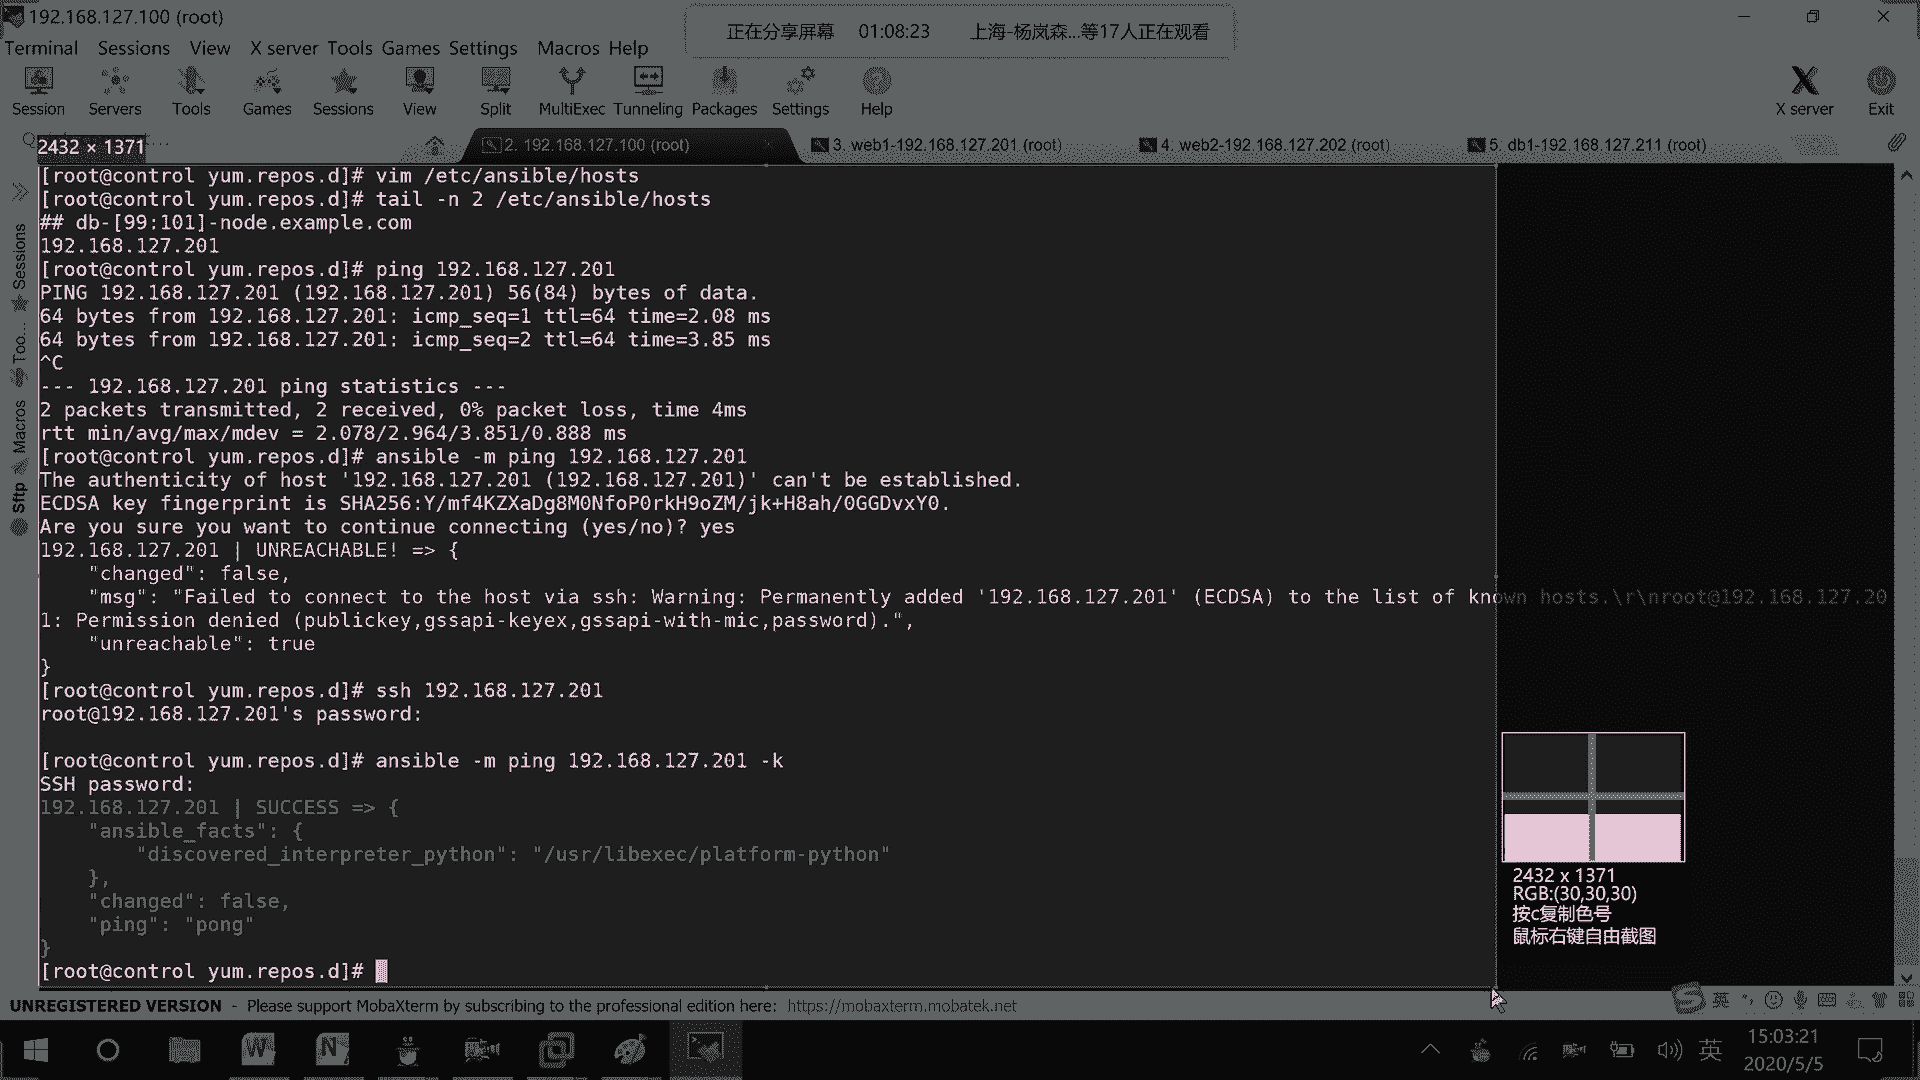 192.168.127.100 (root)
正在分享屏幕 01:08:23 上海-杨岚森...等17人正在观看
Terminal Sessions View X server Tools Games Settings Macros Help
Session Servers Tools Games Sessions View Split MultiExec Tunneling Packages Settings Help X server Exit
2432 × 1371
2. 192.168.127.100 (root)
3. web1-192.168.127.201 (root)
4. web2-192.168.127.202 (root)
5. db1-192.168.127.211 (root)
Sessions
Too...
Macros
Sftp
[root@control yum.repos.d]# vim /etc/ansible/hosts
[root@control yum.repos.d]# tail -n 2 /etc/ansible/hosts
## db-[99:101]-node.example.com
192.168.127.201
[root@control yum.repos.d]# ping 192.168.127.201
PING 192.168.127.201 (192.168.127.201) 56(84) bytes of data.
64 bytes from 192.168.127.201: icmp_seq=1 ttl=64 time=2.08 ms
64 bytes from 192.168.127.201: icmp_seq=2 ttl=64 time=3.85 ms
^C
--- 192.168.127.201 ping statistics ---
2 packets transmitted, 2 received, 0% packet loss, time 4ms
rtt min/avg/max/mdev = 2.078/2.964/3.851/0.888 ms
[root@control yum.repos.d]# ansible -m ping 192.168.127.201
The authenticity of host '192.168.127.201 (192.168.127.201)' can't be established.
ECDSA key fingerprint is SHA256:Y/mf4KZXaDg8M0NfoP0rkH9oZM/jk+H8ah/0GGDvxY0.
Are you sure you want to continue connecting (yes/no)? yes
192.168.127.201 | UNREACHABLE! => {
    "changed": false,
    "msg": "Failed to connect to the host via ssh: Warning: Permanently added '192.168.127.201' (ECDSA) to the list of known hosts.\r\nroot@192.168.127.20
1: Permission denied (publickey,gssapi-keyex,gssapi-with-mic,password).",
    "unreachable": true
}
[root@control yum.repos.d]# ssh 192.168.127.201
root@192.168.127.201's password:
[root@control yum.repos.d]# ansible -m ping 192.168.127.201 -k
SSH password:
192.168.127.201 | SUCCESS => {
    "ansible_facts": {
        "discovered_interpreter_python": "/usr/libexec/platform-python"
    },
    "changed": false,
    "ping": "pong"
}
[root@control yum.repos.d]#
2432 x 1371
RGB:(30,30,30)
按c复制色号
鼠标右键自由截图
UNREGISTERED VERSION - Please support MobaXterm by subscribing to the professional edition here: https://mobaxterm.mobatek.net
英
英
15:03:21
2020/5/5